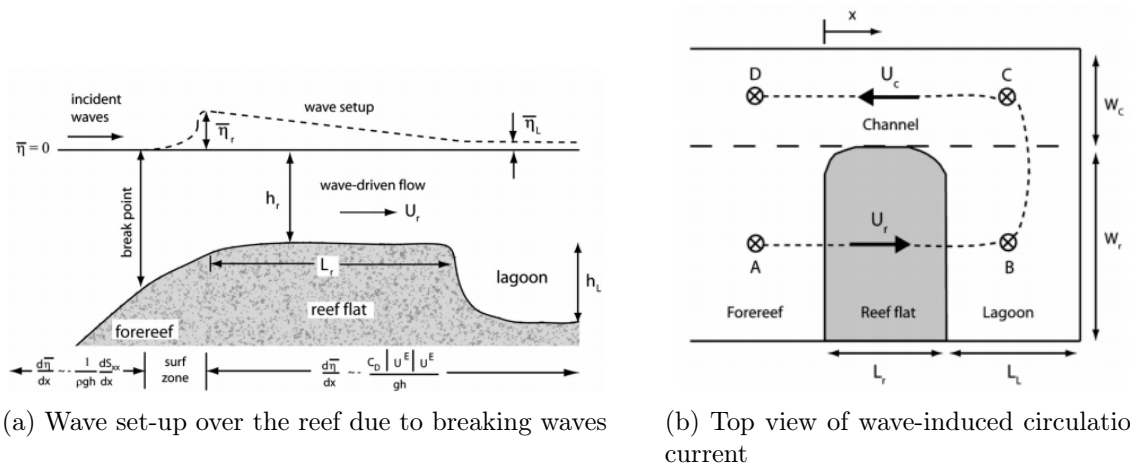 incident
waves
wave setup
η̅r
η̅L
η̅ = 0
break point
hr
wave-driven flow
Ur
Lr
lagoon
hL
reef flat
forereef
dη̅/dx ~ - 1/ρgh dSxx/dx
surf
zone
dη̅/dx ~ - CD |U^E| U^E/gh
(a) Wave set-up over the reef due to breaking waves
x
D
Uc
C
Channel
Wc
Ur
A
B
Wr
Forereef
Reef flat
Lagoon
Lr
LL
(b) Top view of wave-induced circulatio
current